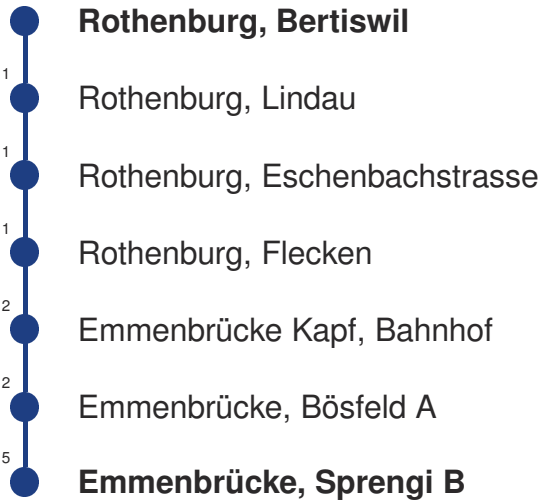 Rothenburg, Bertiswil
1
Rothenburg, Lindau
1
Rothenburg, Eschenbachstrasse
1
Rothenburg, Flecken
2
Emmenbrücke Kapf, Bahnhof
2
Emmenbrücke, Bösfeld A
5
Emmenbrücke, Sprengi B